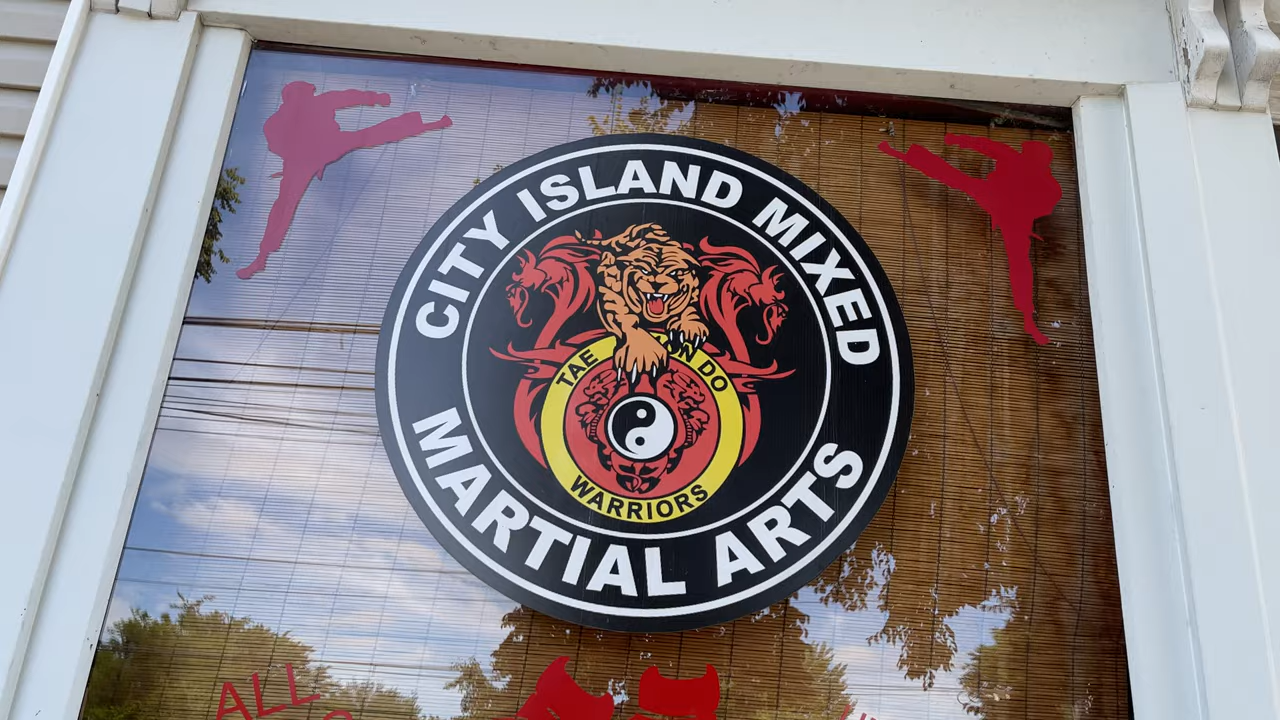 CITY ISLAND MIXED
TAE DO
WARRIORS
MARTIAL ARTS
ALL